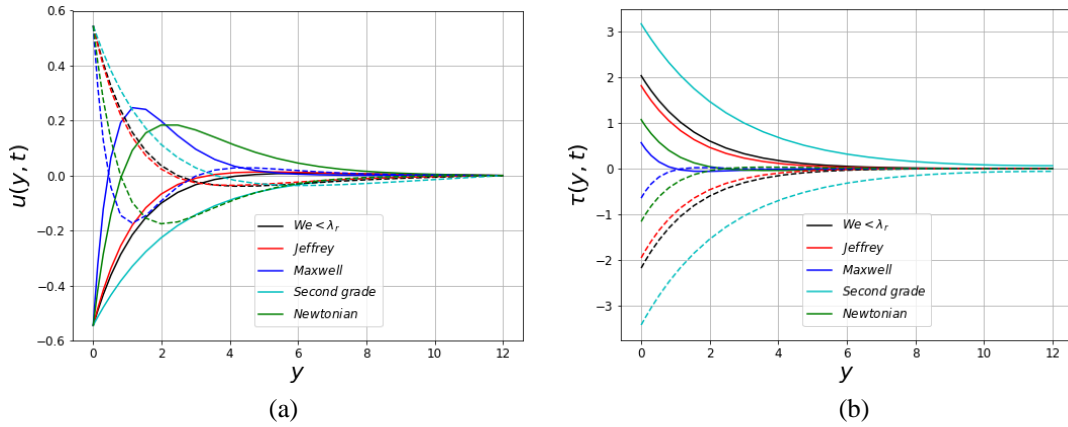 0.6
0.4
0.2
0.0
−0.2
−0.4
−0.6
u(y, t)
0
2
4
6
8
10
12
y
We < λr
Jeffrey
Maxwell
Second grade
Newtonian
(a)
3
2
1
0
−1
−2
−3
τ(y, t)
0
2
4
6
8
10
12
y
We < λr
Jeffrey
Maxwell
Second grade
Newtonian
(b)